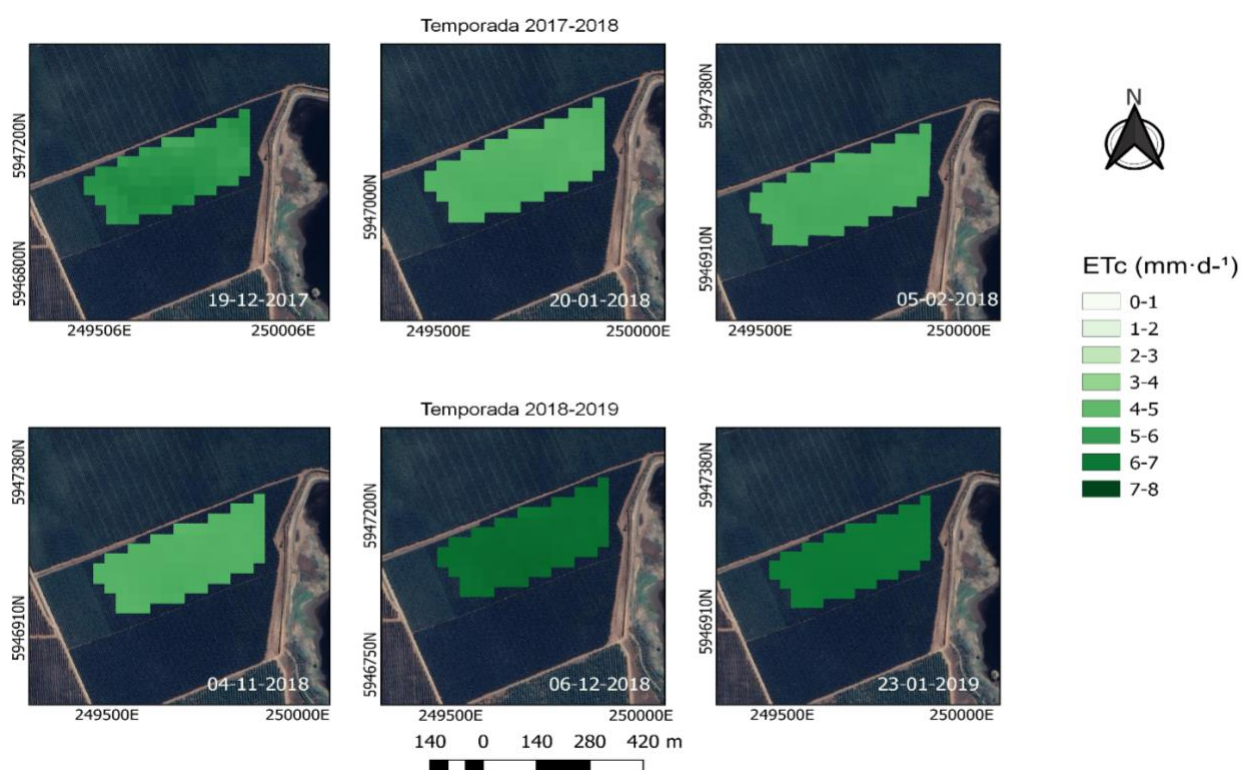 Temporada 2017-2018
5947200N
5946800N
19-12-2017
249506E 250006E
5947000N
20-01-2018
249500E 250000E
5947380N
5946910N
05-02-2018
249500E 250000E
N
ETc (mm·d-¹)
0-1
1-2
2-3
3-4
4-5
5-6
6-7
7-8
Temporada 2018-2019
5947380N
5946910N
04-11-2018
249500E 250000E
5947200N
5946750N
06-12-2018
249500E 250000E
5947380N
5946910N
23-01-2019
249500E 250000E
140 0 140 280 420 m